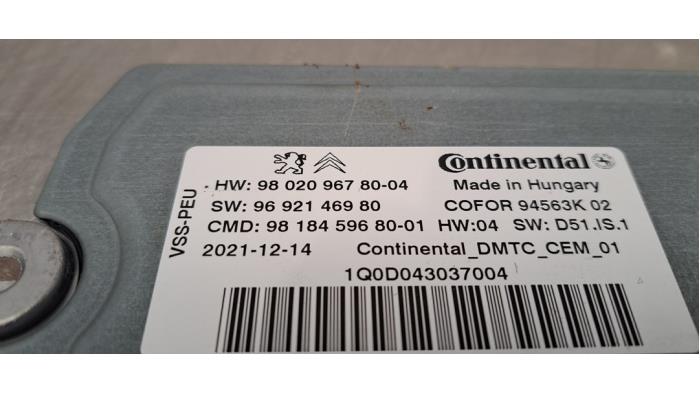 Continental
HW: 98 020 967 80-04 Made in Hungary
SW: 96 921 469 80 COFOR 94563K 02
CMD: 98 184 596 80-01 HW:04 SW: D51.IS.1
2021-12-14 Continental_DMTC_CEM_01
1Q0D043037004
VSS-PEU